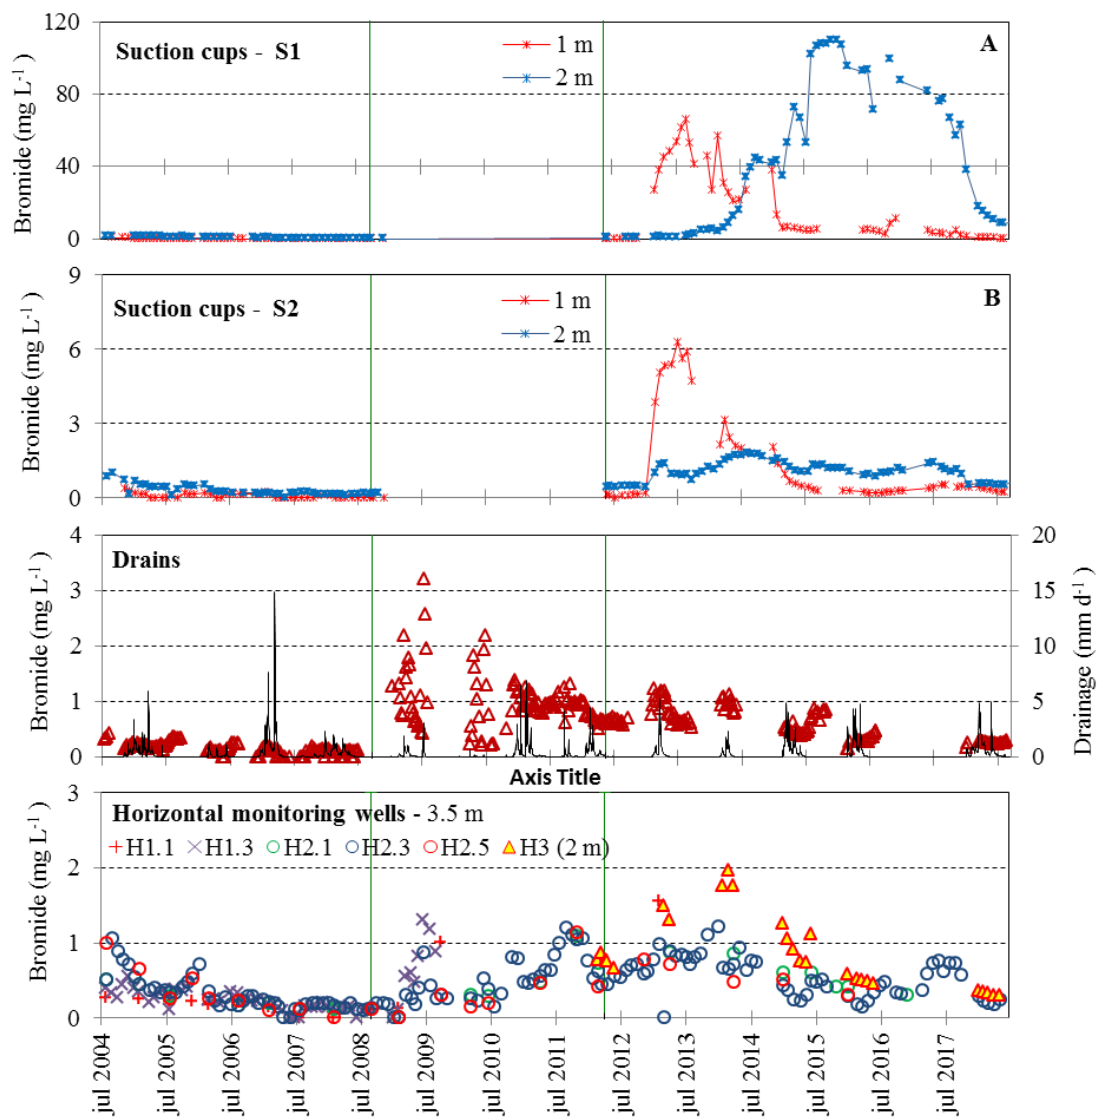 Suction cups - S1
1 m
2 m
A
Bromide (mg L-1)
120
80
40
0
Suction cups - S2
1 m
2 m
B
Bromide (mg L-1)
9
6
3
0
Drains
Bromide (mg L-1)
4
3
2
1
0
20
15
10
5
0
Drainage (mm d-1)
Axis Title
Horizontal monitoring wells - 3.5 m
H1.1 H1.3 H2.1 H2.3 H2.5 H3 (2 m)
Bromide (mg L-1)
3
2
1
0
jul 2004
jul 2005
jul 2006
jul 2007
jul 2008
jul 2009
jul 2010
jul 2011
jul 2012
jul 2013
jul 2014
jul 2015
jul 2016
jul 2017